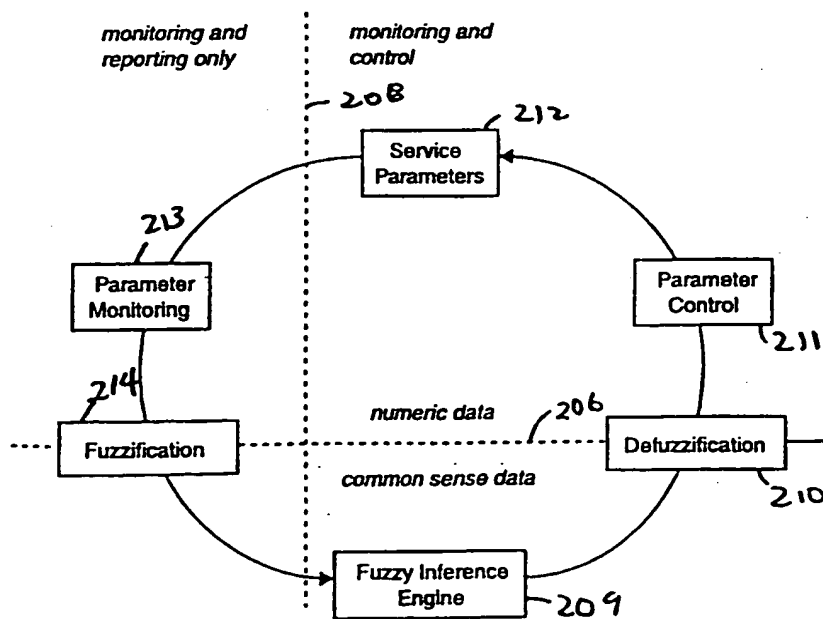 monitoring and
reporting only
monitoring and
control
208
212
Service
Parameters
213
Parameter
Monitoring
Parameter
Control
211
214
numeric data
206
Fuzzification
Defuzzification
common sense data
210
Fuzzy Inference
Engine
209